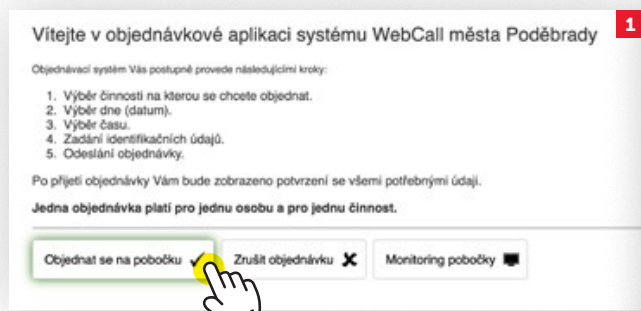 Vítejte v objednávkové aplikaci systému WebCall města Poděbrady
1
Objednávací systém Vás postupně provede následujícími kroky:
1. Výběr činnosti na kterou se chcete objednat.
2. Výběr dne (datum).
3. Výběr času.
4. Zadání identifikačních údajů.
5. Odeslání objednávky.
Po přijetí objednávky Vám bude zobrazeno potvrzení se všemi potřebnými údaji.
Jedna objednávka platí pro jednu osobu a pro jednu činnost.
Objednat se na pobočku Zrušit objednávku Monitoring pobočky